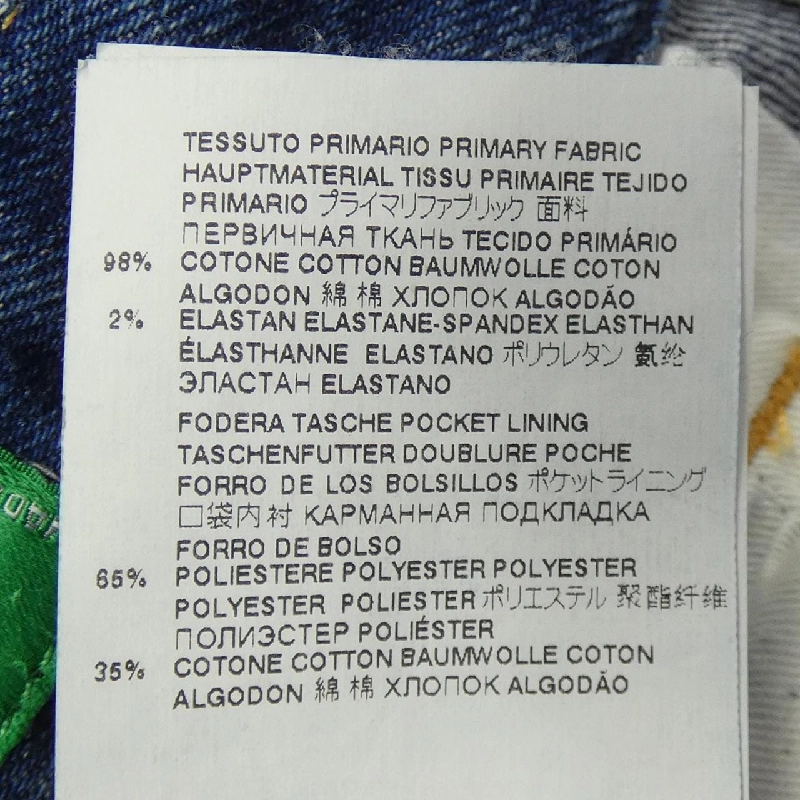 TESSUTO PRIMARIO PRIMARY FABRIC
HAUPTMATERIAL TISSU PRIMAIRE TEJIDO
PRIMARIO プライマリファブリック 面料
ПЕРВИЧНАЯ ТКАНЬ TECIDO PRIMÁRIO
98% COTONE COTTON BAUMWOLLE COTON
ALGODON 綿 棉 ХЛОПОК ALGODÃO
2% ELASTAN ELASTANE-SPANDEX ELASTHAN
ÉLASTHANNE ELASTANO ポリウレタン 氨纶
ЭЛАСТАН ELASTANO
FODERA TASCHE POCKET LINING
TASCHENFUTTER DOUBLURE POCHE
FORRO DE LOS BOLSILLOS ポケットライニング
口袋内衬 КАРМАННАЯ ПОДКЛАДКА
FORRO DE BOLSO
65% POLIESTERE POLYESTER POLYESTER
POLYESTER POLIESTER ポリエステル 聚酯纤维
ПОЛИЭСТЕР POLIÉSTER
35% COTONE COTTON BAUMWOLLE COTON
ALGODON 綿 棉 ХЛОПОК ALGODÃO